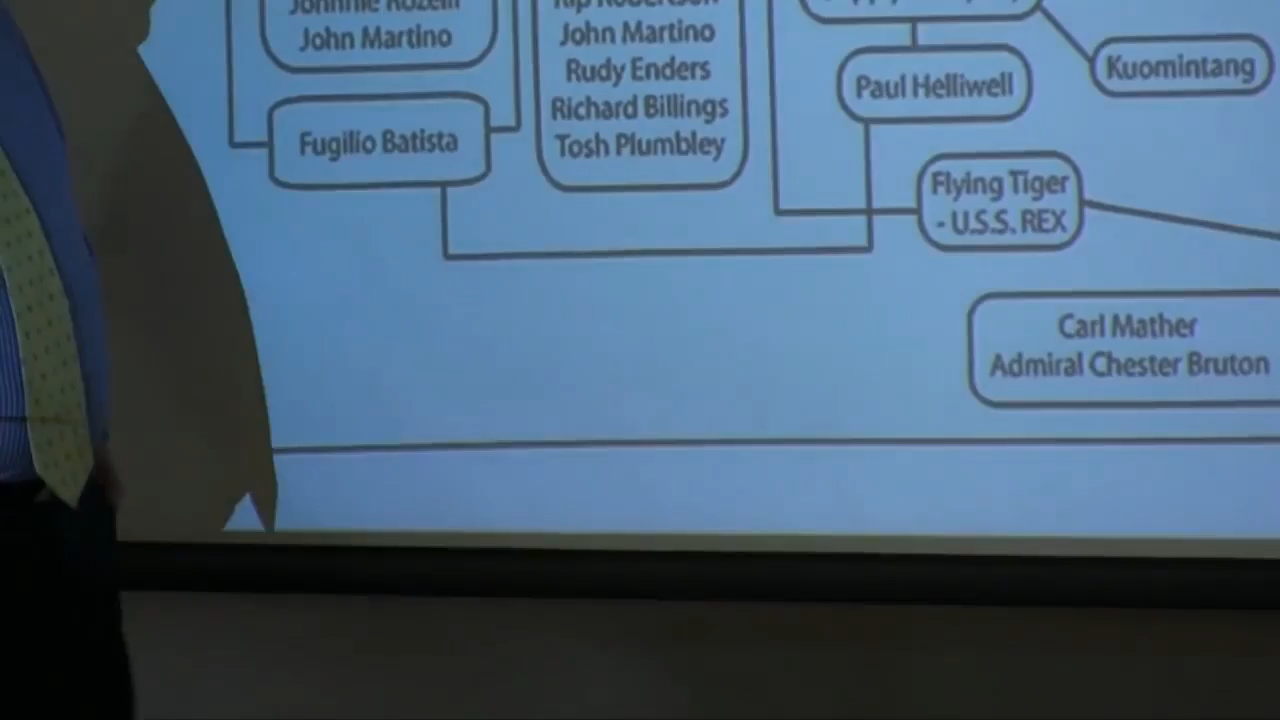 Johnnie Rozelli
John Martino
Fugilio Batista
Rip Robertson
John Martino
Rudy Enders
Richard Billings
Tosh Plumbley
Paul Helliwell
Kuomintang
Flying Tiger
- U.S.S. REX
Carl Mather
Admiral Chester Bruton